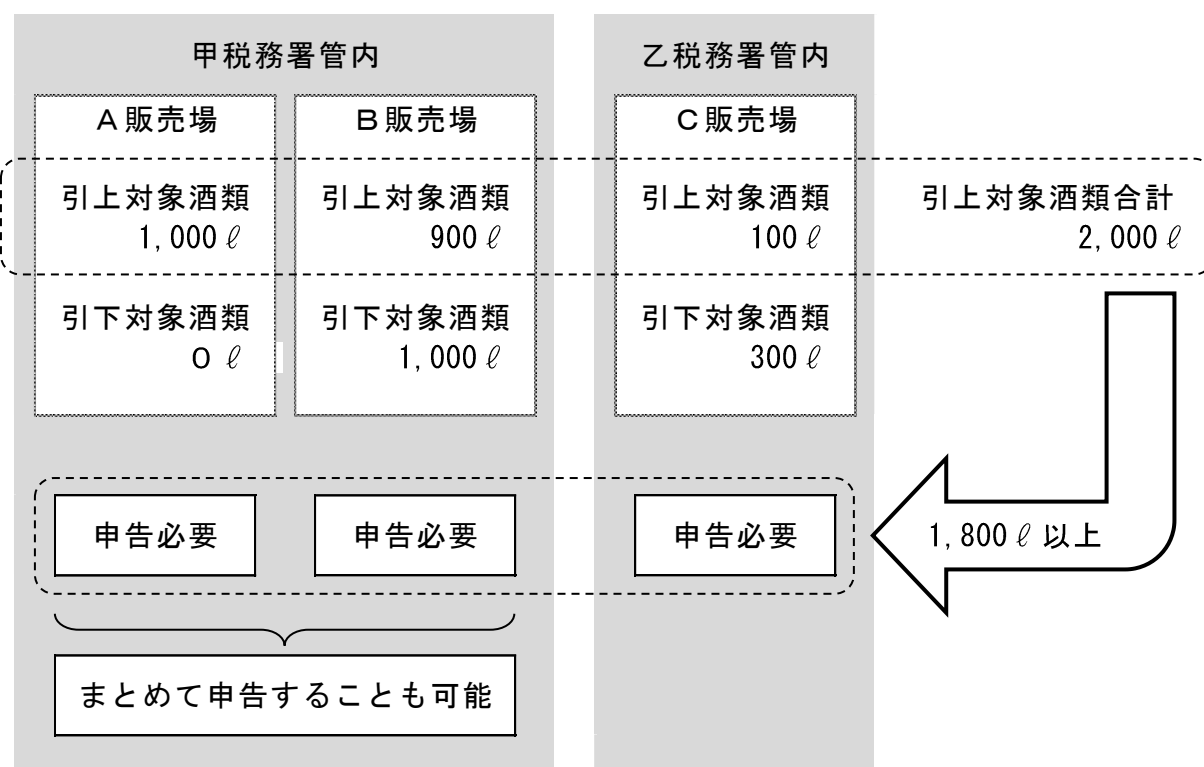 甲税務署管内
乙税務署管内
A販売場
B販売場
C販売場
引上対象酒類
1,000ℓ
引上対象酒類
900ℓ
引上対象酒類
100ℓ
引上対象酒類合計
2,000ℓ
引下対象酒類
0 ℓ
引下対象酒類
1,000ℓ
引下対象酒類
300ℓ
申告必要
申告必要
申告必要
1,800ℓ以上
まとめて申告することも可能